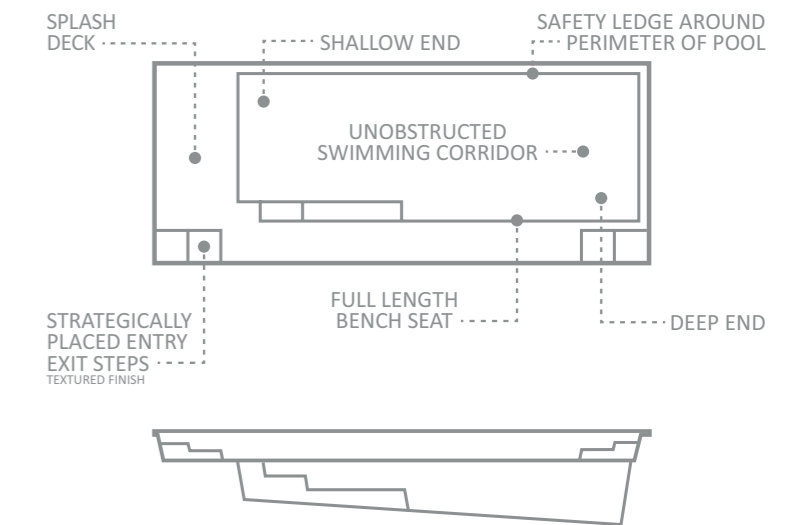 SPLASH
DECK
SHALLOW END
SAFETY LEDGE AROUND
PERIMETER OF POOL
UNOBSTRUCTED
SWIMMING CORRIDOR
STRATEGICALLY
PLACED ENTRY
EXIT STEPS
TEXTURED FINISH
FULL LENGTH
BENCH SEAT
DEEP END